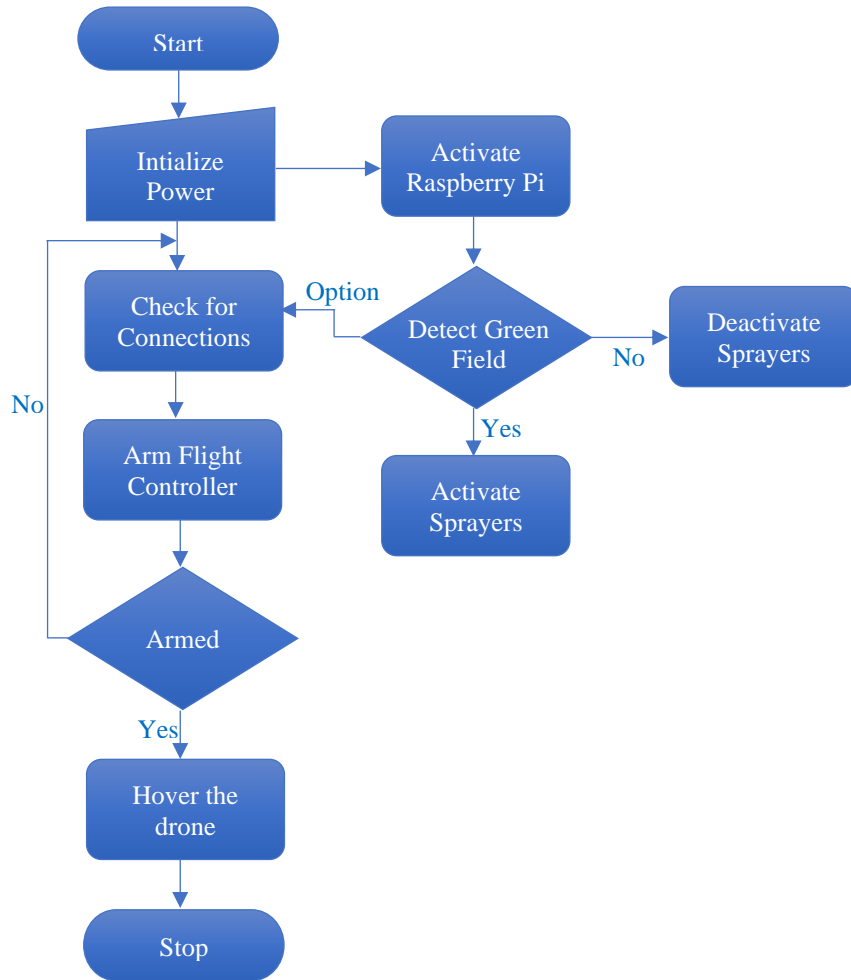 Start
Intialize
Power
Activate
Raspberry Pi
Check for
Connections
Option
Detect Green
Field
No
Deactivate
Sprayers
No
Arm Flight
Controller
Yes
Activate
Sprayers
Armed
Yes
Hover the
drone
Stop